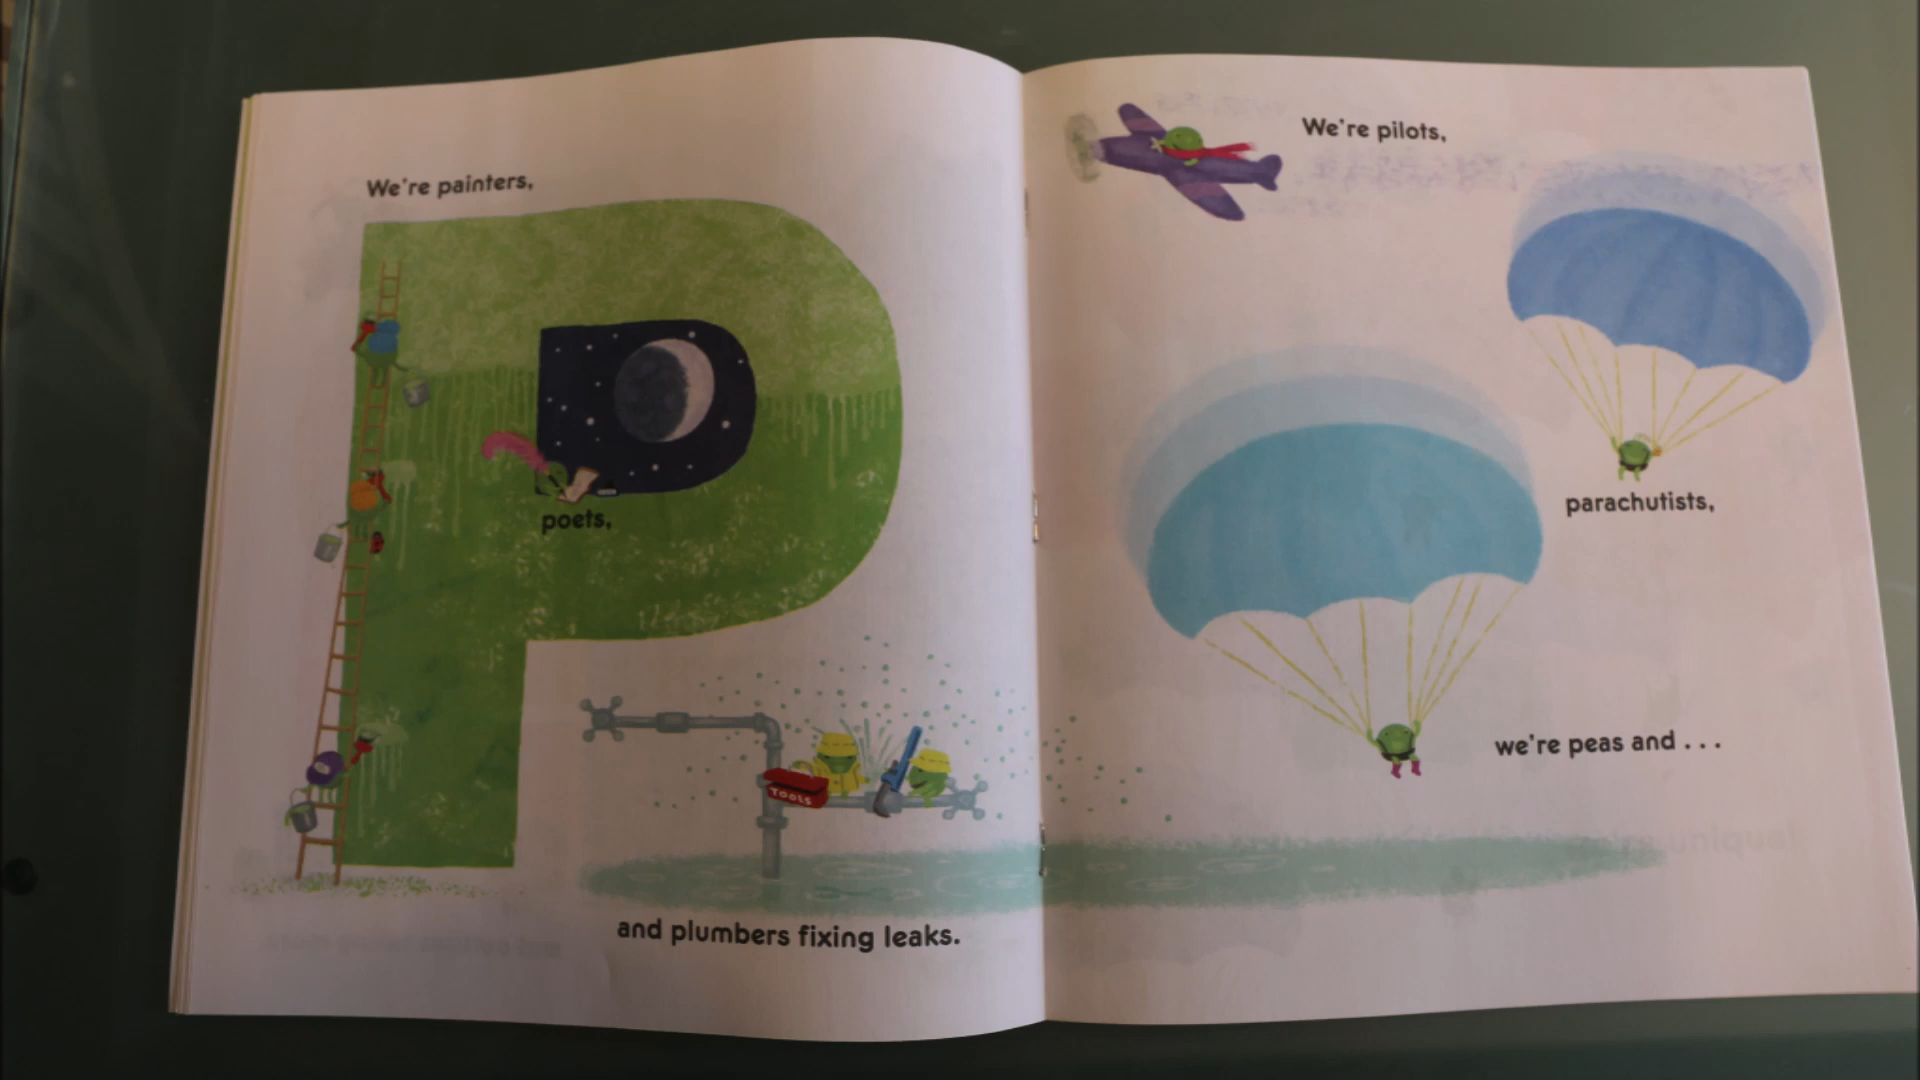 We're painters,
poets,
TOOLS
and plumbers fixing leaks.
We're pilots,
parachutists,
we're peas and . . .